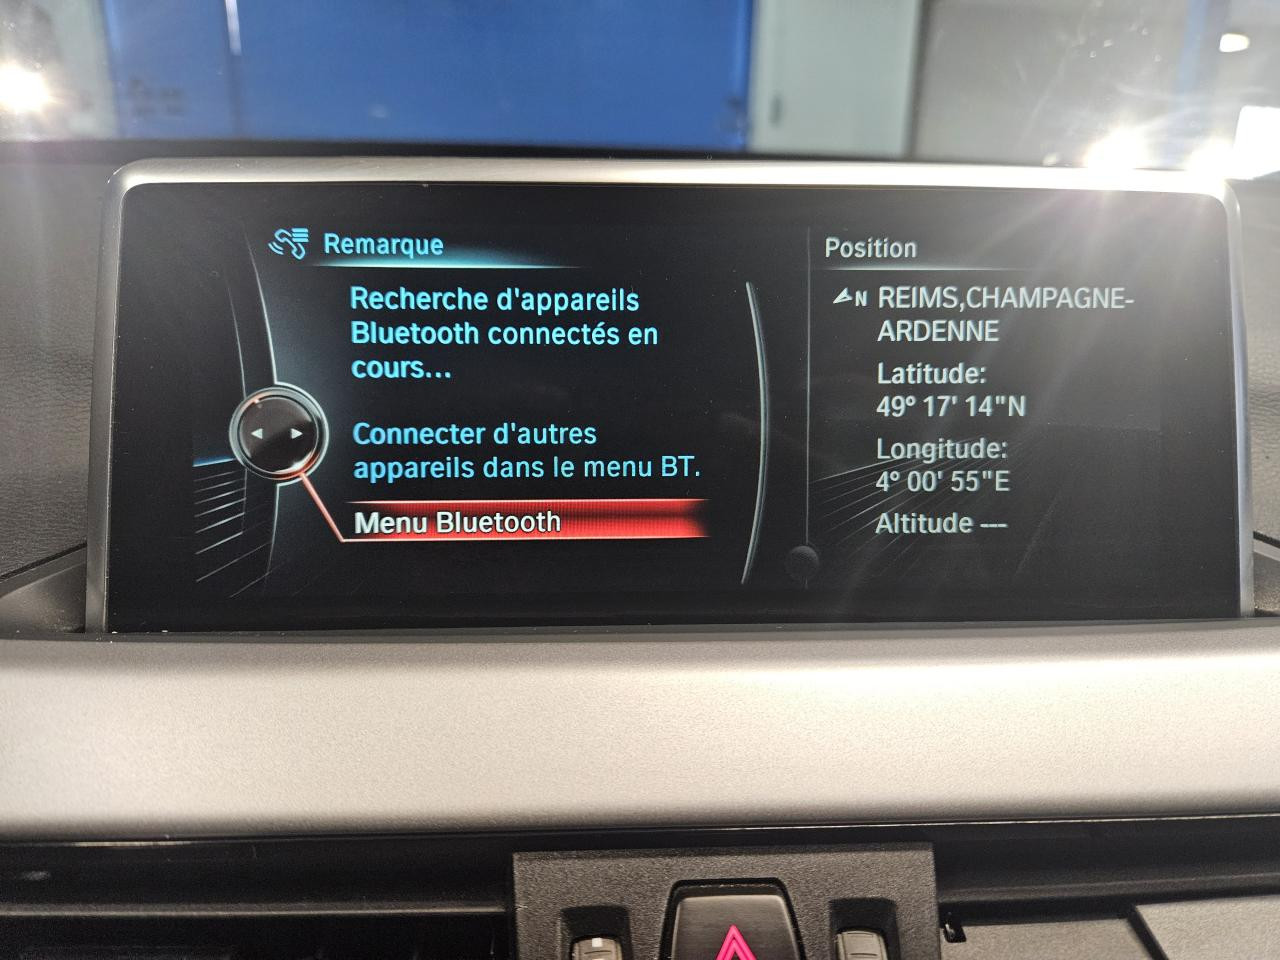 Remarque
Recherche d'appareils
Bluetooth connectés en
cours...
Connecter d'autres
appareils dans le menu BT.
Menu Bluetooth
Position
N REIMS,CHAMPAGNE-
ARDENNE
Latitude:
49° 17' 14"N
Longitude:
4° 00' 55"E
Altitude ---